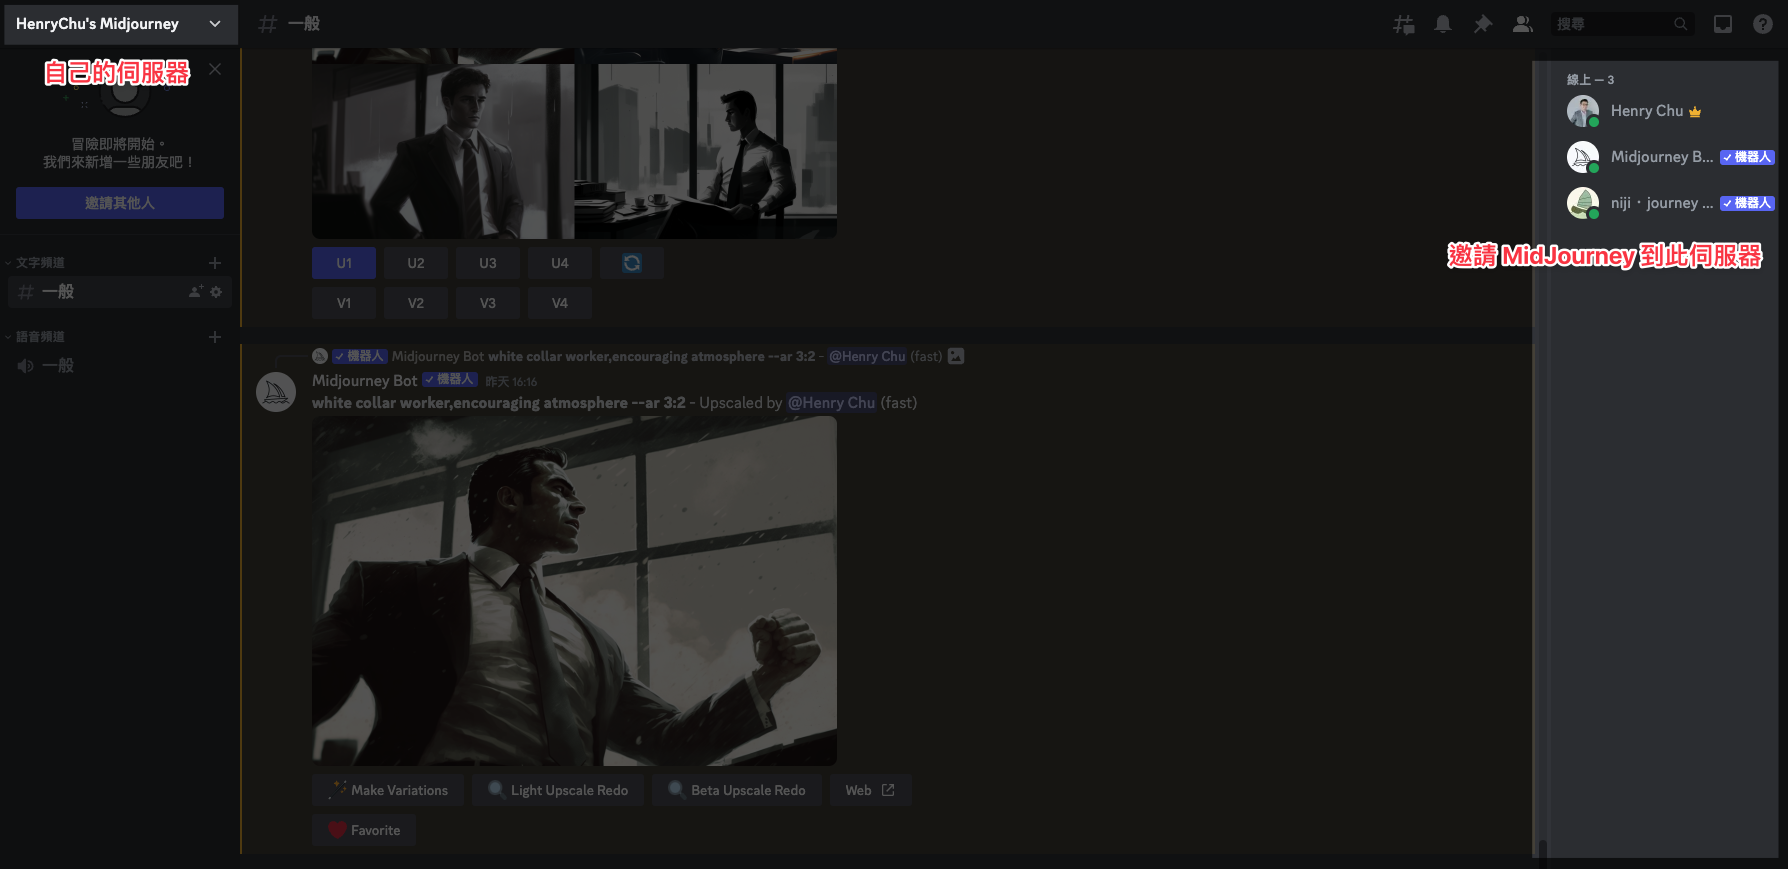 HenryChu's Midjourney
自己的伺服器
冒險即將開始。
我們來新增一些朋友吧！
邀請其他人
文字頻道
一般
語音頻道
一般
一般
搜尋
U1 U2 U3 U4
V1 V2 V3 V4
機器人 Midjourney Bot white collar worker,encouraging atmosphere --ar 3:2 - @Henry Chu (fast)
Midjourney Bot 機器人 昨天 16:16
white collar worker,encouraging atmosphere --ar 3:2 - Upscaled by @Henry Chu (fast)
Make Variations Light Upscale Redo Beta Upscale Redo Web
Favorite
線上 — 3
Henry Chu
Midjourney B... 機器人
niji・journey ... 機器人
邀請 MidJourney 到此伺服器